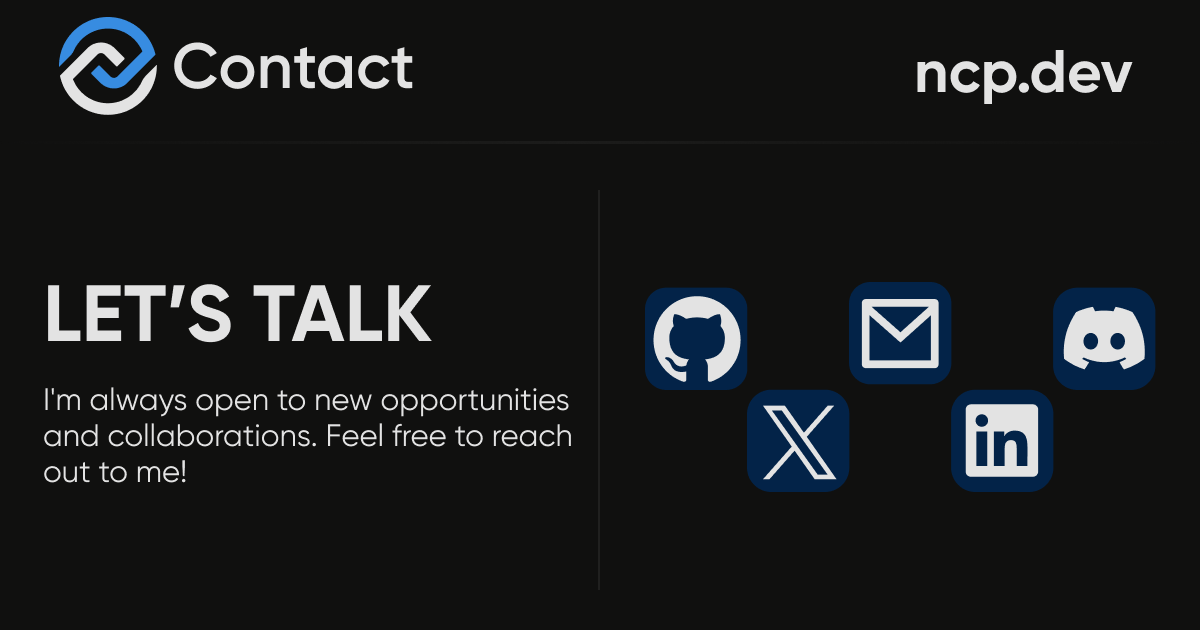 Contact
ncp.dev
LET’S TALK
I'm always open to new opportunities
and collaborations. Feel free to reach
out to me!
X
in